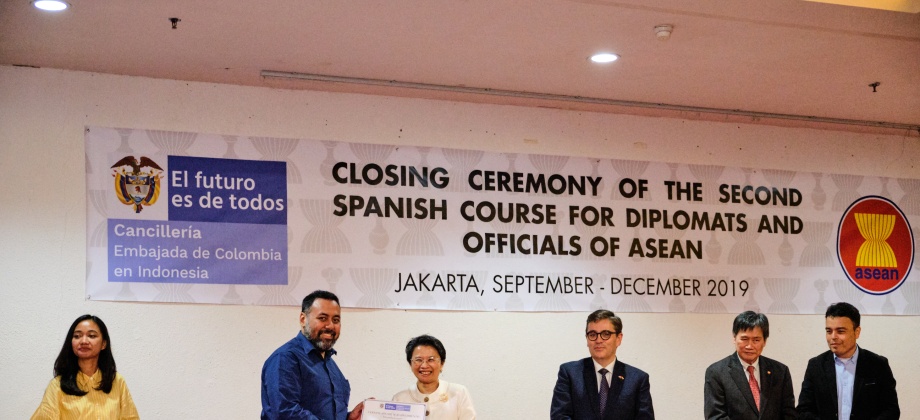 El futuro
es de todos
Cancillería
Embajada de Colombia
en Indonesia
CLOSING CEREMONY OF THE SECOND
SPANISH COURSE FOR DIPLOMATS AND
OFFICIALS OF ASEAN
JAKARTA, SEPTEMBER - DECEMBER 2019
asean